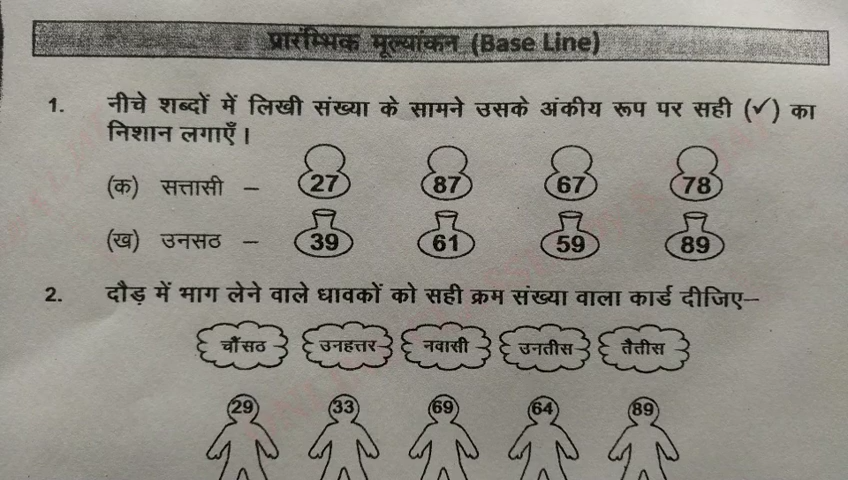 प्रारंम्भिक मूल्यांकन (Base Line)
1. नीचे शब्दों में लिखी संख्या के सामने उसके अंकीय रूप पर सही (✓) का
निशान लगाएँ।
(क) सत्तासी – 27 87 67 78
(ख) उनसठ – 39 61 59 89
2. दौड़ में भाग लेने वाले धावकों को सही क्रम संख्या वाला कार्ड दीजिए–
चौंसठ उनहत्तर नवासी उनतीस तैतीस
29 33 69 64 89